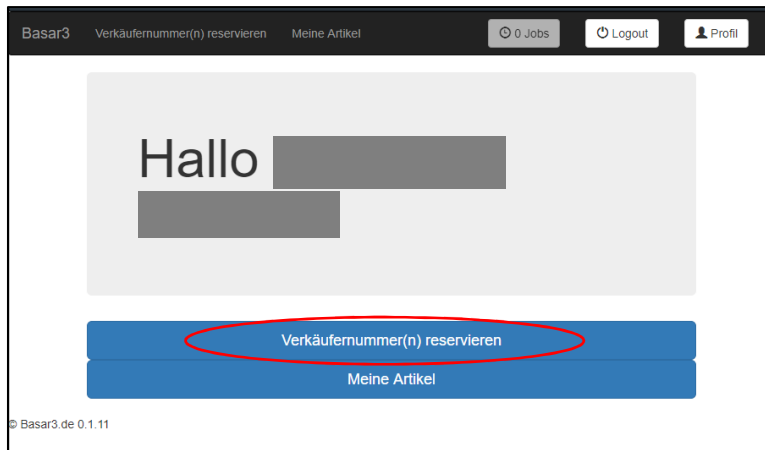 Basar3 Verkäufernummer(n) reservieren Meine Artikel 0 Jobs Logout Profil
Hallo
Verkäufernummer(n) reservieren
Meine Artikel
© Basar3.de 0.1.11